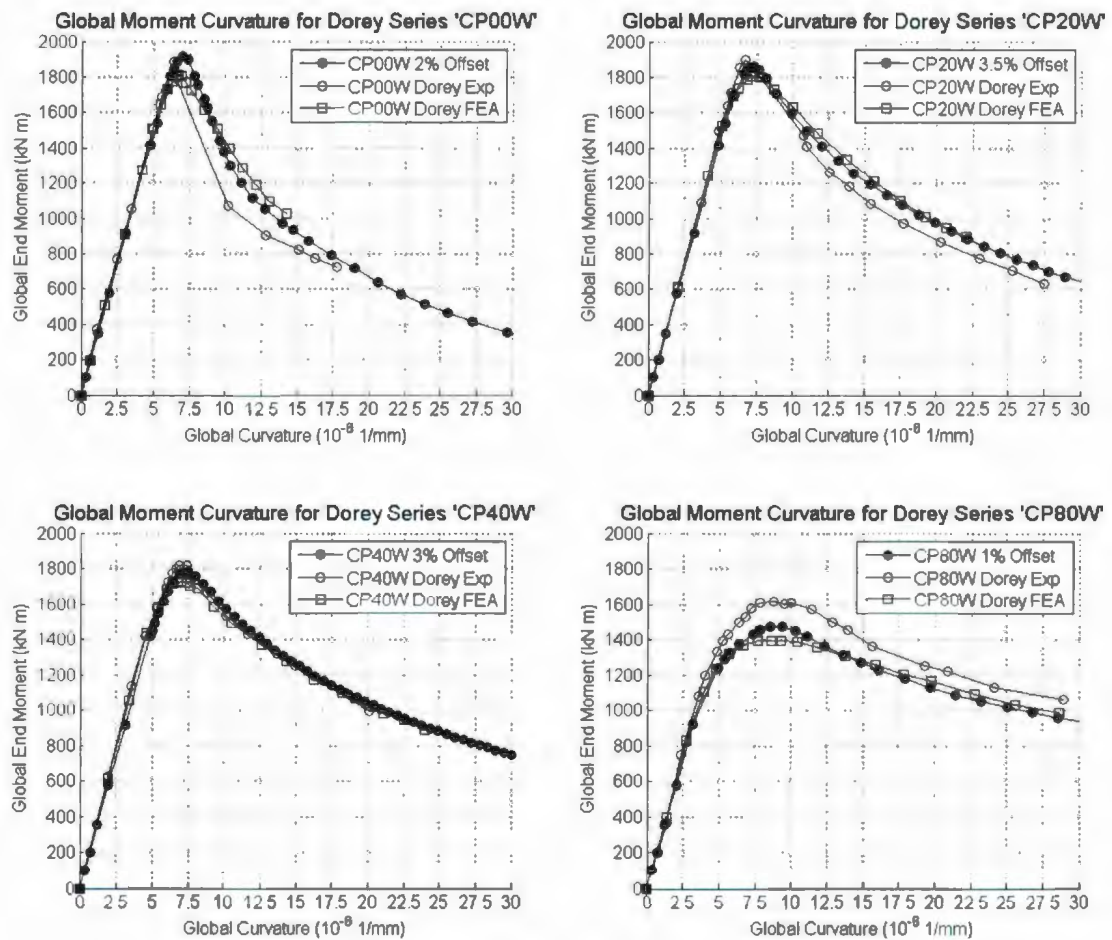 Global Moment Curvature for Dorey Series 'CP00W'
2000
1800
1600
1400
1200
1000
800
600
400
200
0
Global End Moment (kN m)
CP00W 2% Offset
CP00W Dorey Exp
CP00W Dorey FEA
0 2.5 5 7.5 10 12.5 15 17.5 20 22.5 25 27.5 30
Global Curvature (10⁻⁶ 1/mm)
Global Moment Curvature for Dorey Series 'CP20W'
2000
1800
1600
1400
1200
1000
800
600
400
200
0
Global End Moment (kN m)
CP20W 3.5% Offset
CP20W Dorey Exp
CP20W Dorey FEA
0 2.5 5 7.5 10 12.5 15 17.5 20 22.5 25 27.5 30
Global Curvature (10⁻⁶ 1/mm)
Global Moment Curvature for Dorey Series 'CP40W'
2000
1800
1600
1400
1200
1000
800
600
400
200
0
Global End Moment (kN m)
CP40W 3% Offset
CP40W Dorey Exp
CP40W Dorey FEA
0 2.5 5 7.5 10 12.5 15 17.5 20 22.5 25 27.5 30
Global Curvature (10⁻⁶ 1/mm)
Global Moment Curvature for Dorey Series 'CP80W'
2000
1800
1600
1400
1200
1000
800
600
400
200
0
Global End Moment (kN m)
CP80W 1% Offset
CP80W Dorey Exp
CP80W Dorey FEA
0 2.5 5 7.5 10 12.5 15 17.5 20 22.5 25 27.5 30
Global Curvature (10⁻⁶ 1/mm)